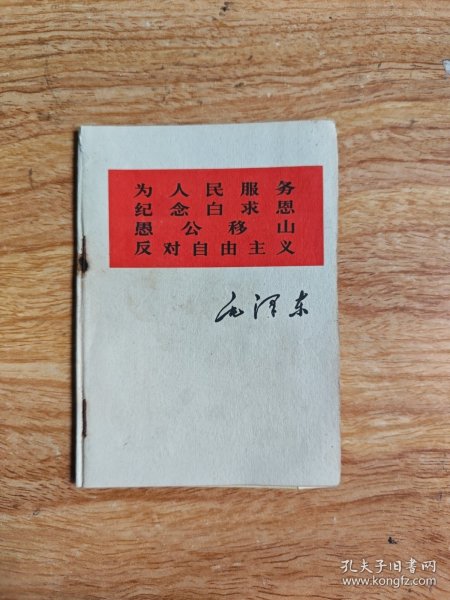 为人民服务
纪念白求恩
愚公移山
反对自由主义
毛泽东
孔夫子旧书网
www.kongfz.com